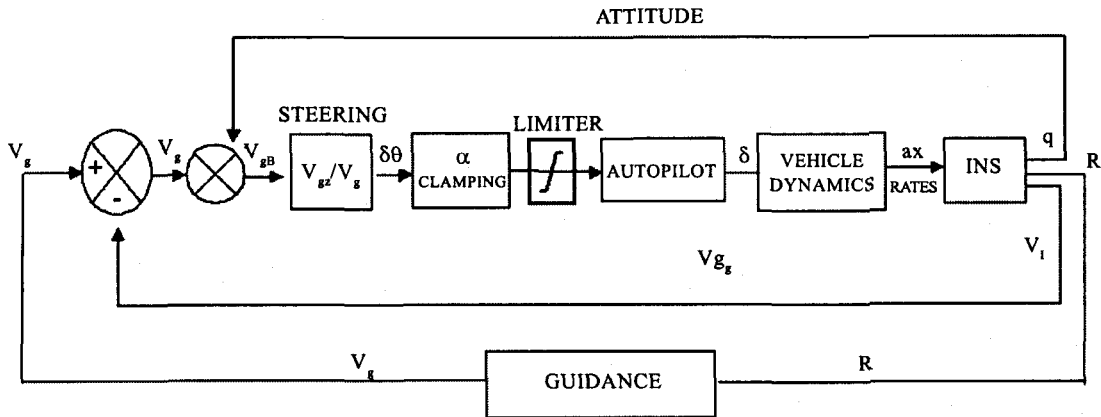 ATTITUDE
STEERING
LIMITER
V_g
+
-
V_g
V_gB
V_gz/V_g
δθ
α
CLAMPING
AUTOPILOT
δ
VEHICLE
DYNAMICS
ax
RATES
INS
q
R
V_I
Vg_g
V_g
GUIDANCE
R